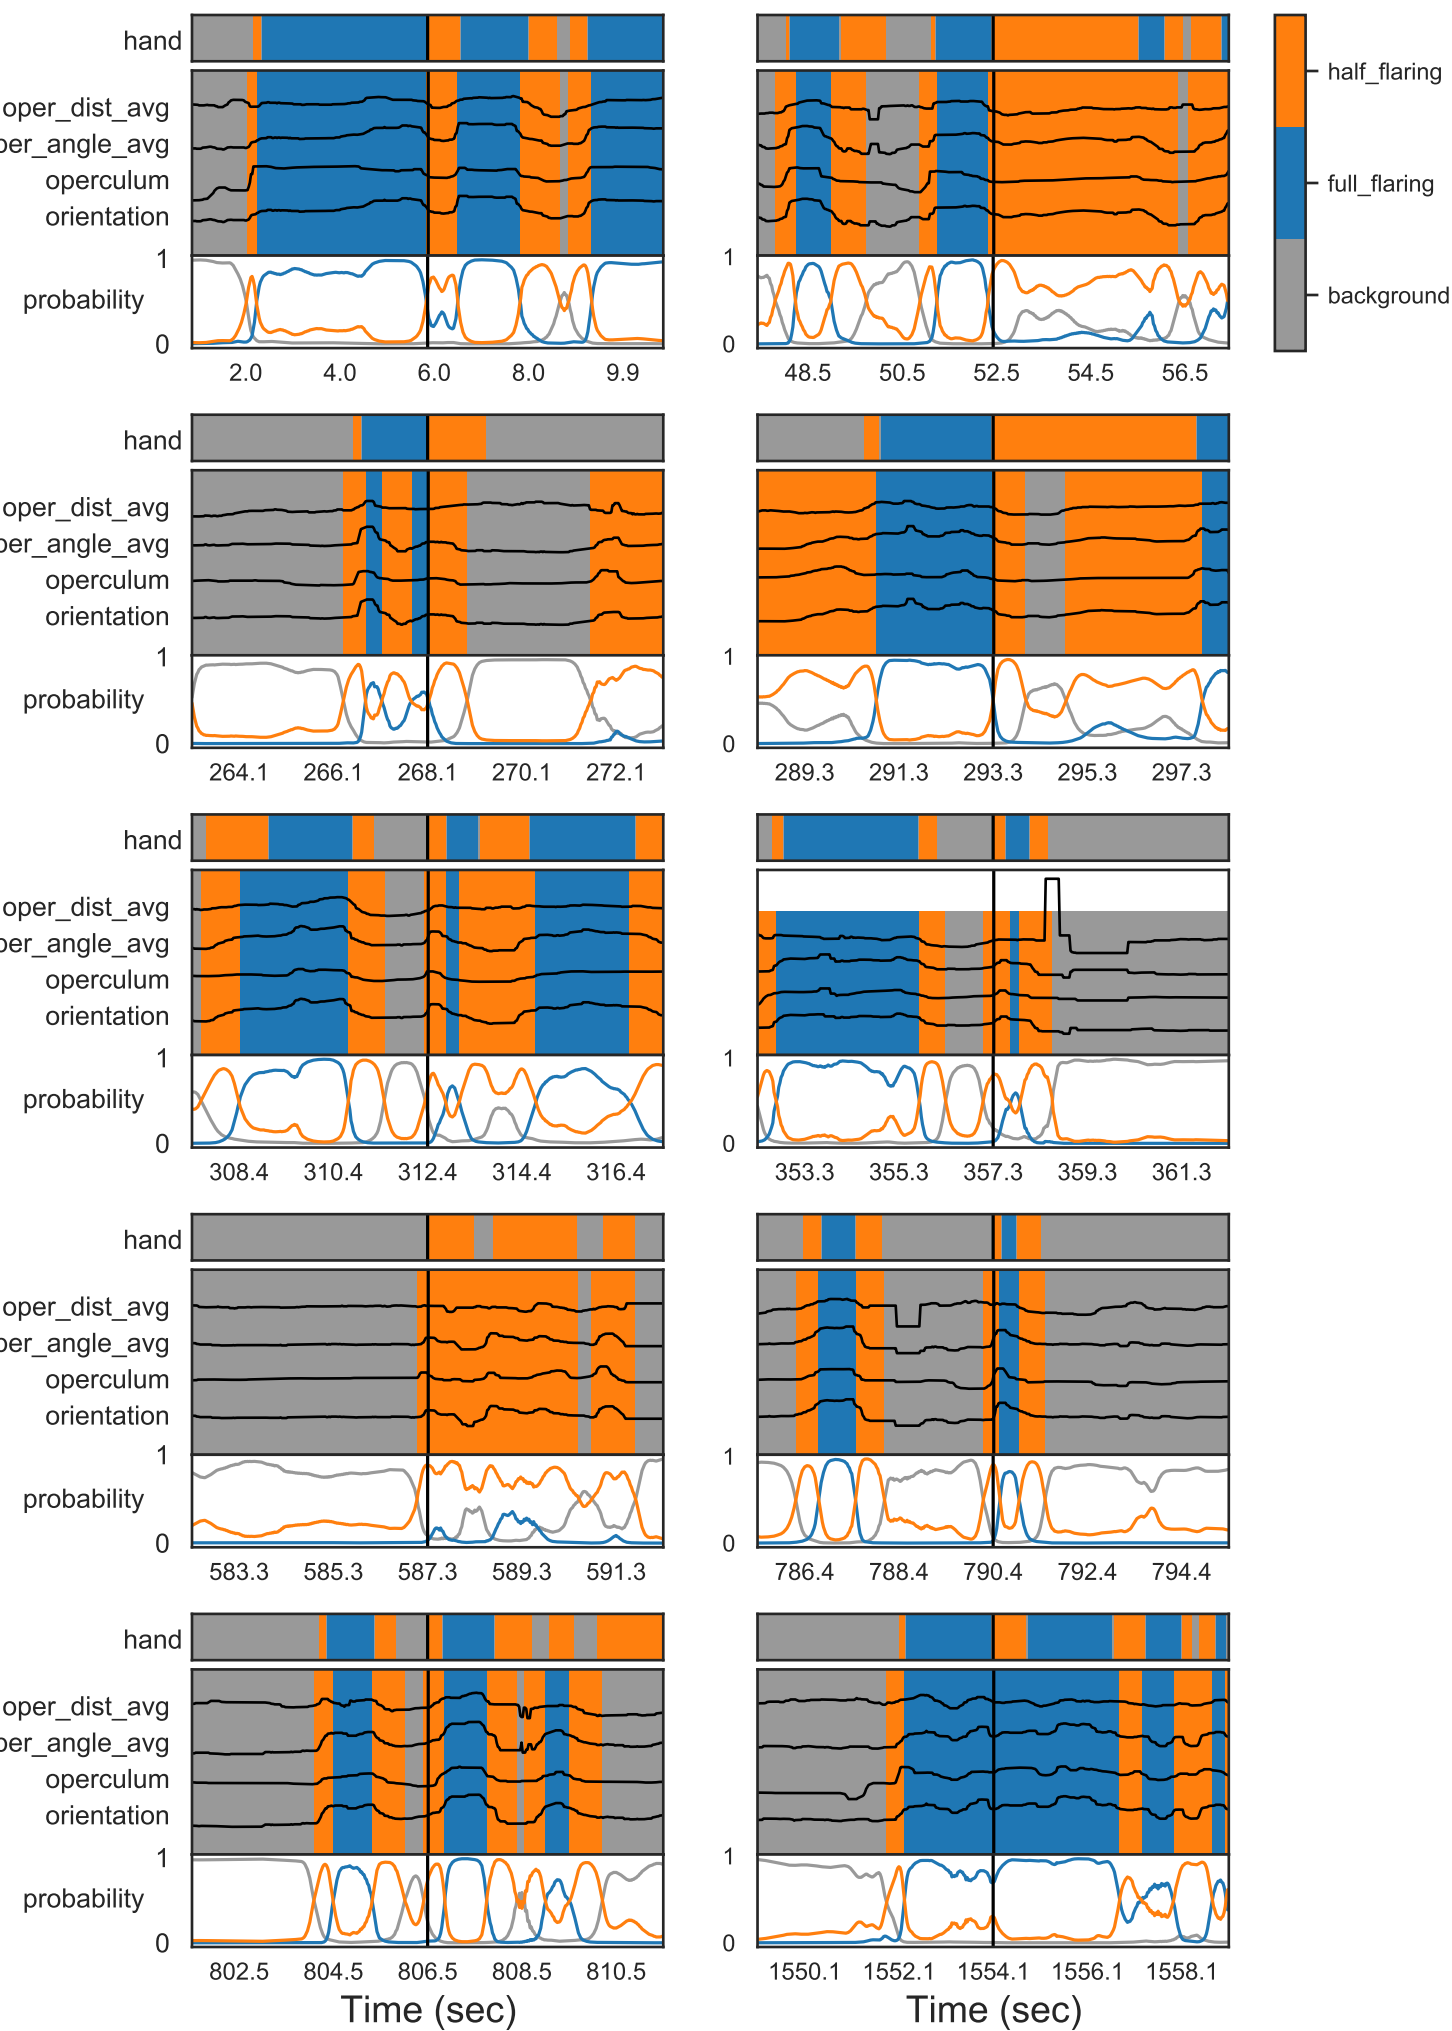 hand
oper_dist_avg
per_angle_avg
operculum
orientation
1
probability
0
2.0 4.0 6.0 8.0 9.9
1
0
48.5 50.5 52.5 54.5 56.5
half_flaring
full_flaring
background
hand
oper_dist_avg
per_angle_avg
operculum
orientation
1
probability
0
264.1 266.1 268.1 270.1 272.1
1
0
289.3 291.3 293.3 295.3 297.3
hand
oper_dist_avg
per_angle_avg
operculum
orientation
1
probability
0
308.4 310.4 312.4 314.4 316.4
1
0
353.3 355.3 357.3 359.3 361.3
hand
oper_dist_avg
per_angle_avg
operculum
orientation
1
probability
0
583.3 585.3 587.3 589.3 591.3
1
0
786.4 788.4 790.4 792.4 794.4
hand
oper_dist_avg
per_angle_avg
operculum
orientation
1
probability
0
802.5 804.5 806.5 808.5 810.5
Time (sec)
1
0
1550.1 1552.1 1554.1 1556.1 1558.1
Time (sec)